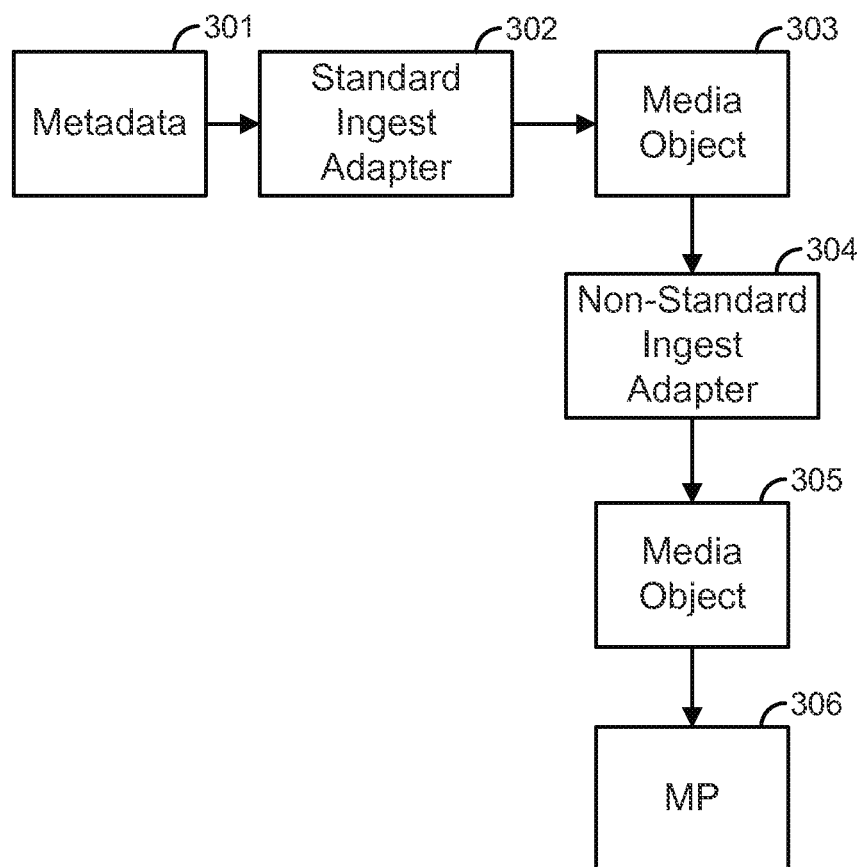 301
Metadata
302
Standard
Ingest
Adapter
303
Media
Object
304
Non-Standard
Ingest
Adapter
305
Media
Object
306
MP